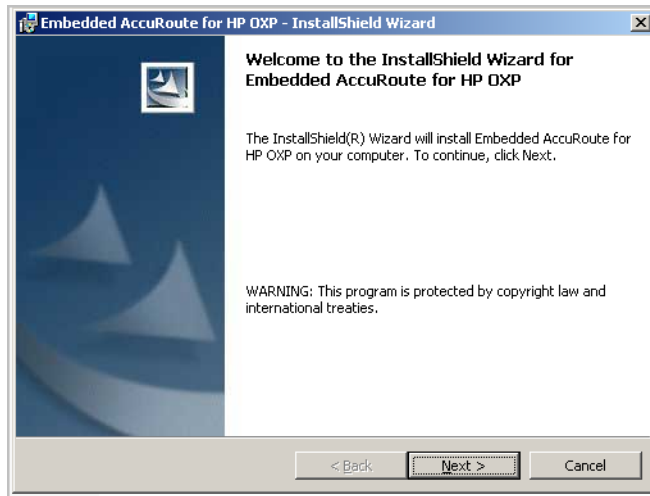 Embedded AccuRoute for HP OXP - InstallShield Wizard
Welcome to the InstallShield Wizard for
Embedded AccuRoute for HP OXP
The InstallShield(R) Wizard will install Embedded AccuRoute for
HP OXP on your computer. To continue, click Next.
WARNING: This program is protected by copyright law and
international treaties.
< Back
Next >
Cancel